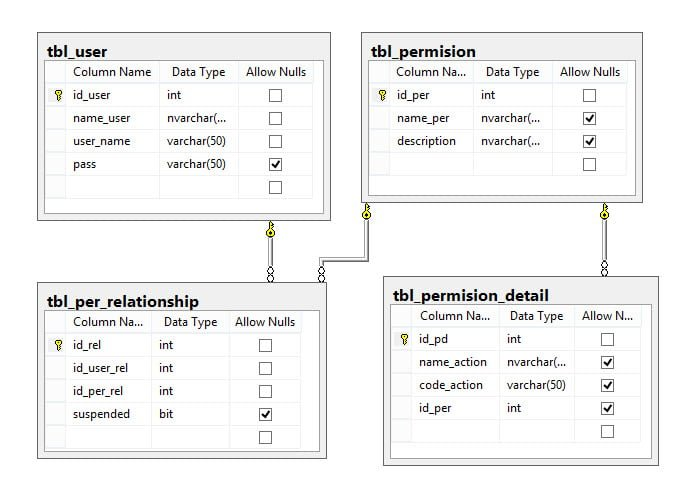 tbl_user
Column Name Data Type Allow Nulls
id_user int
name_user nvarchar(...
user_name varchar(50)
pass varchar(50)
tbl_permision
Column Na... Data Type Allow Nulls
id_per int
name_per nvarchar(...
description nvarchar(...
tbl_per_relationship
Column Na... Data Type Allow Nulls
id_rel int
id_user_rel int
id_per_rel int
suspended bit
tbl_permision_detail
Column Na... Data Type Allow N...
id_pd int
name_action nvarchar(...
code_action varchar(50)
id_per int